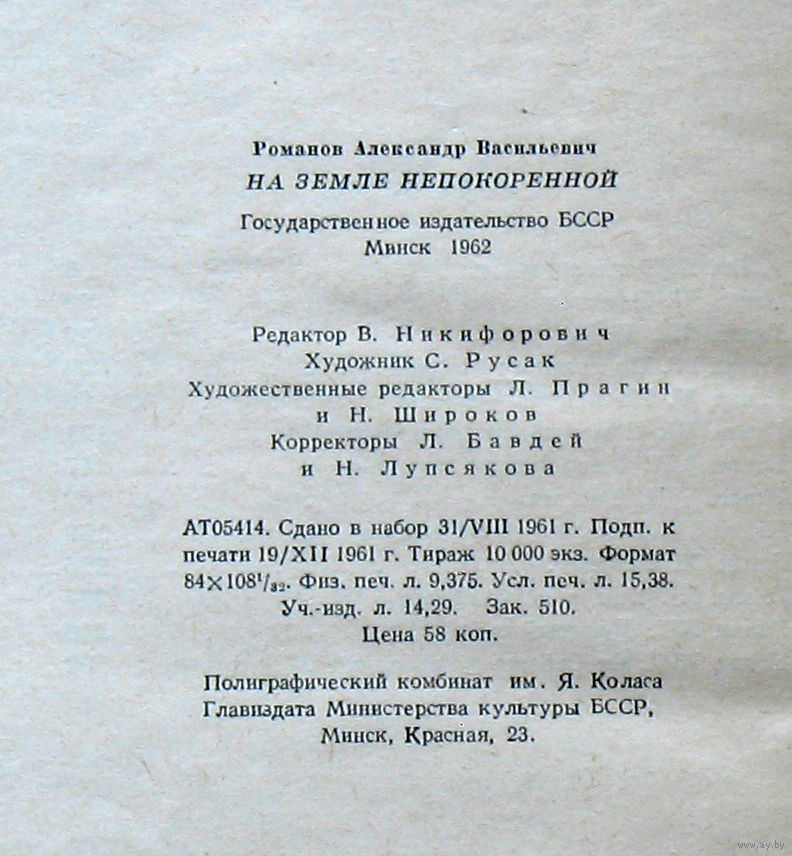 Романов Александр Васильевич
НА ЗЕМЛЕ НЕПОКОРЕННОЙ
Государственное издательство БССР
Минск 1962
Редактор В. Никифорович
Художник С. Русак
Художественные редакторы Л. Прагин
и Н. Широков
Корректоры Л. Бавдей
и Н. Лупсякова
АТ05414. Сдано в набор 31/VIII 1961 г. Подп. к
печати 19/XII 1961 г. Тираж 10 000 экз. Формат
84×108¹/₃₂. Физ. печ. л. 9,375. Усл. печ. л. 15,38.
Уч.-изд. л. 14,29. Зак. 510.
Цена 58 коп.
Полиграфический комбинат им. Я. Коласа
Главиздата Министерства культуры БССР,
Минск, Красная, 23.
www.ay.by